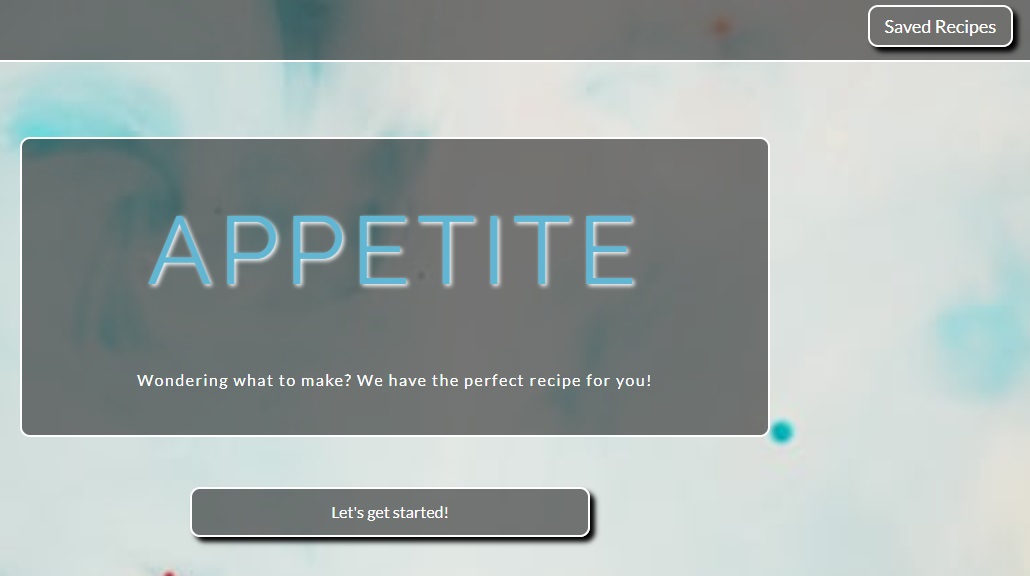 Saved Recipes
APPETITE
Wondering what to make? We have the perfect recipe for you!
Let's get started!